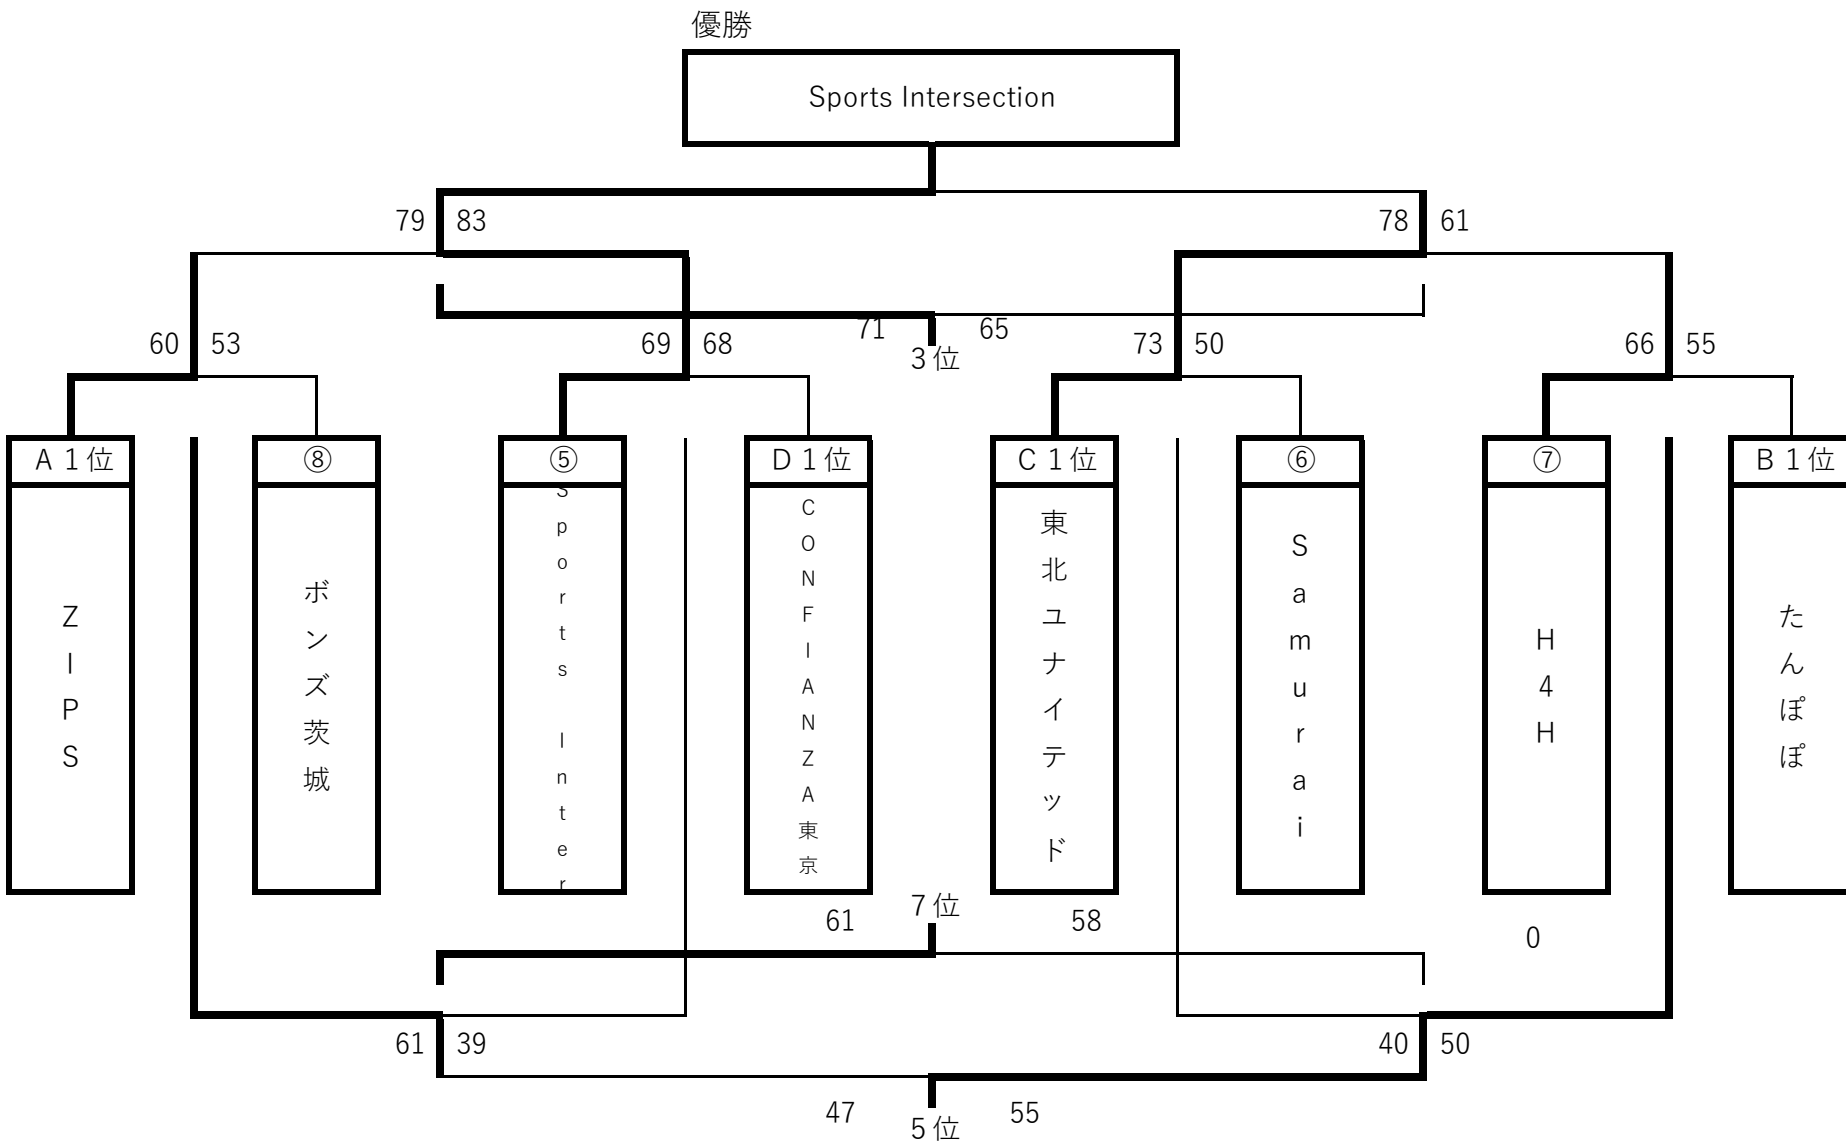 優勝
Sports Intersection
79 83
78 61
60 53
69 68
71 65
73 50
66 55
3位
A1位
⑧
⑤
D1位
C1位
⑥
⑦
B1位
ZIPS
ボンズ茨城
Sports Inter
CONFIANZA東京
東北ユナイテッド
Samurai
H4H
たんぽぽ
61 7位 58
0
61 39
40 50
47 5位 55